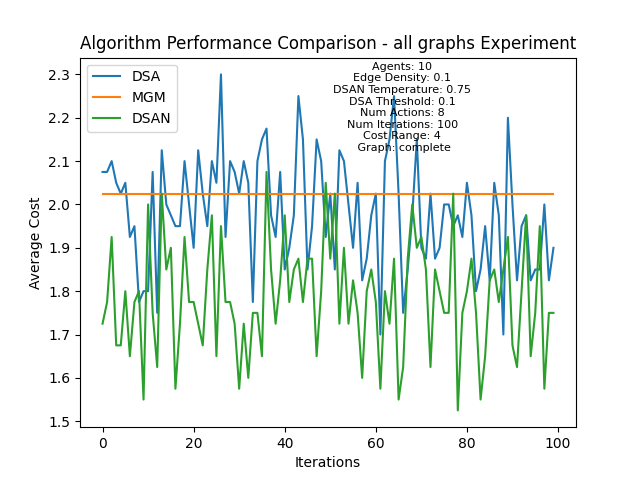 Algorithm Performance Comparison - all graphs Experiment
DSA
MGM
DSAN
Agents: 10
Edge Density: 0.1
DSAN Temperature: 0.75
DSA Threshold: 0.1
Num Actions: 8
Num Iterations: 100
Cost Range: 4
Graph: complete
Average Cost
2.3
2.2
2.1
2.0
1.9
1.8
1.7
1.6
1.5
0
20
40
60
80
100
Iterations